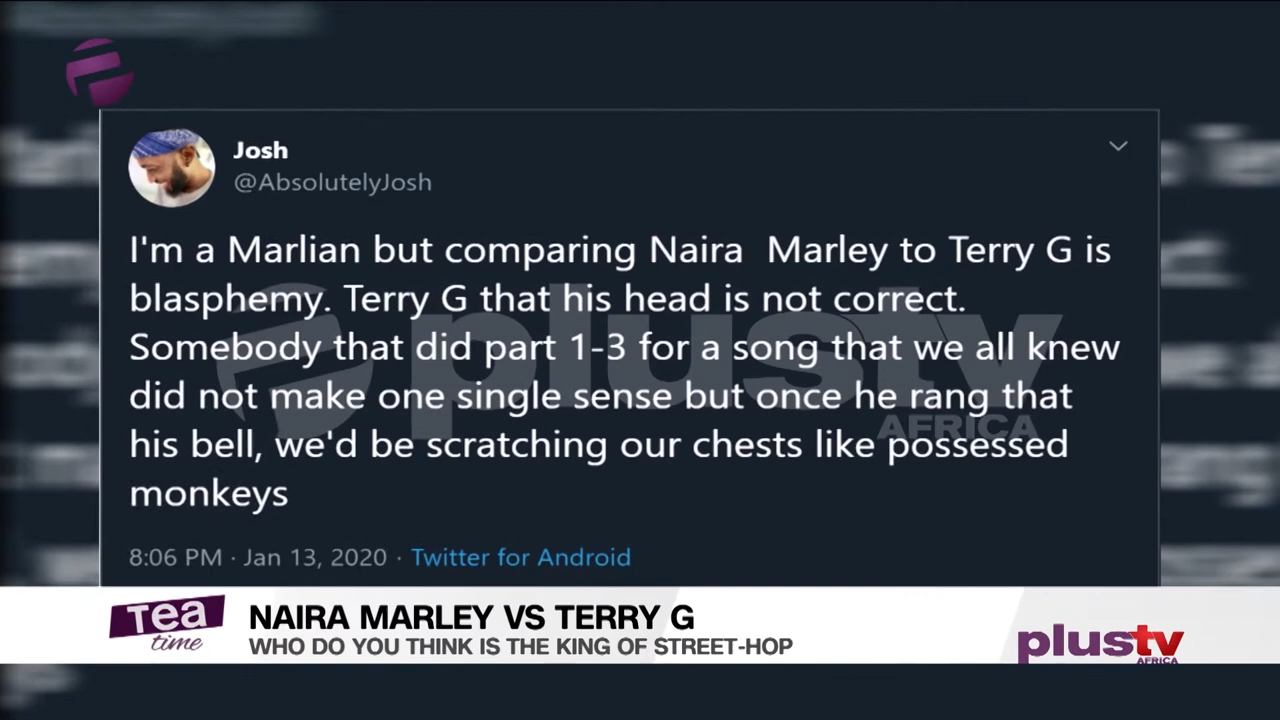 Josh
@AbsolutelyJosh
I'm a Marlian but comparing Naira  Marley to Terry G is
blasphemy. Terry G that his head is not correct.
Somebody that did part 1-3 for a song that we all knew
did not make one single sense but once he rang that
his bell, we'd be scratching our chests like possessed
monkeys
8:06 PM · Jan 13, 2020 · Twitter for Android
plustv
AFRICA
Tea
time
NAIRA MARLEY VS TERRY G
WHO DO YOU THINK IS THE KING OF STREET-HOP
plustv
AFRICA